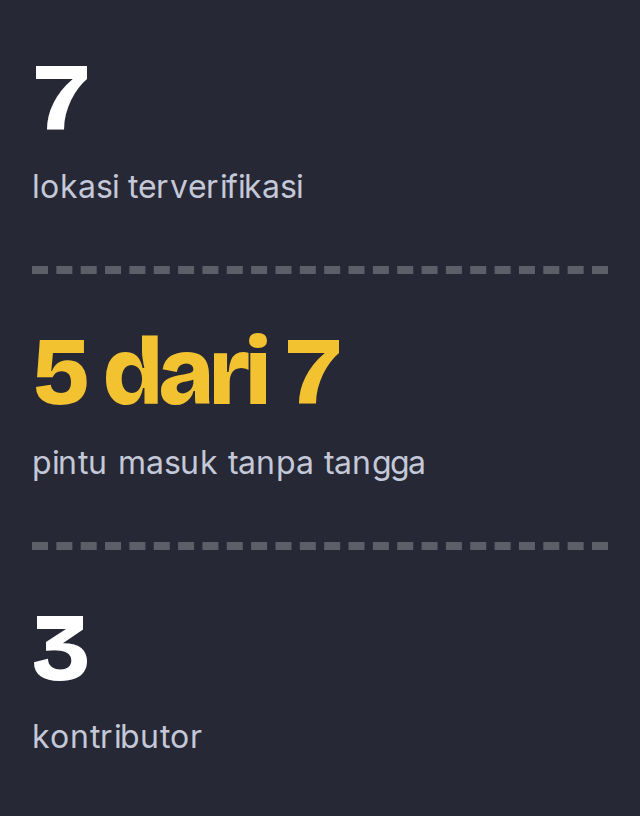 7
lokasi terverifikasi
5 dari 7
pintu masuk tanpa tangga
3
kontributor